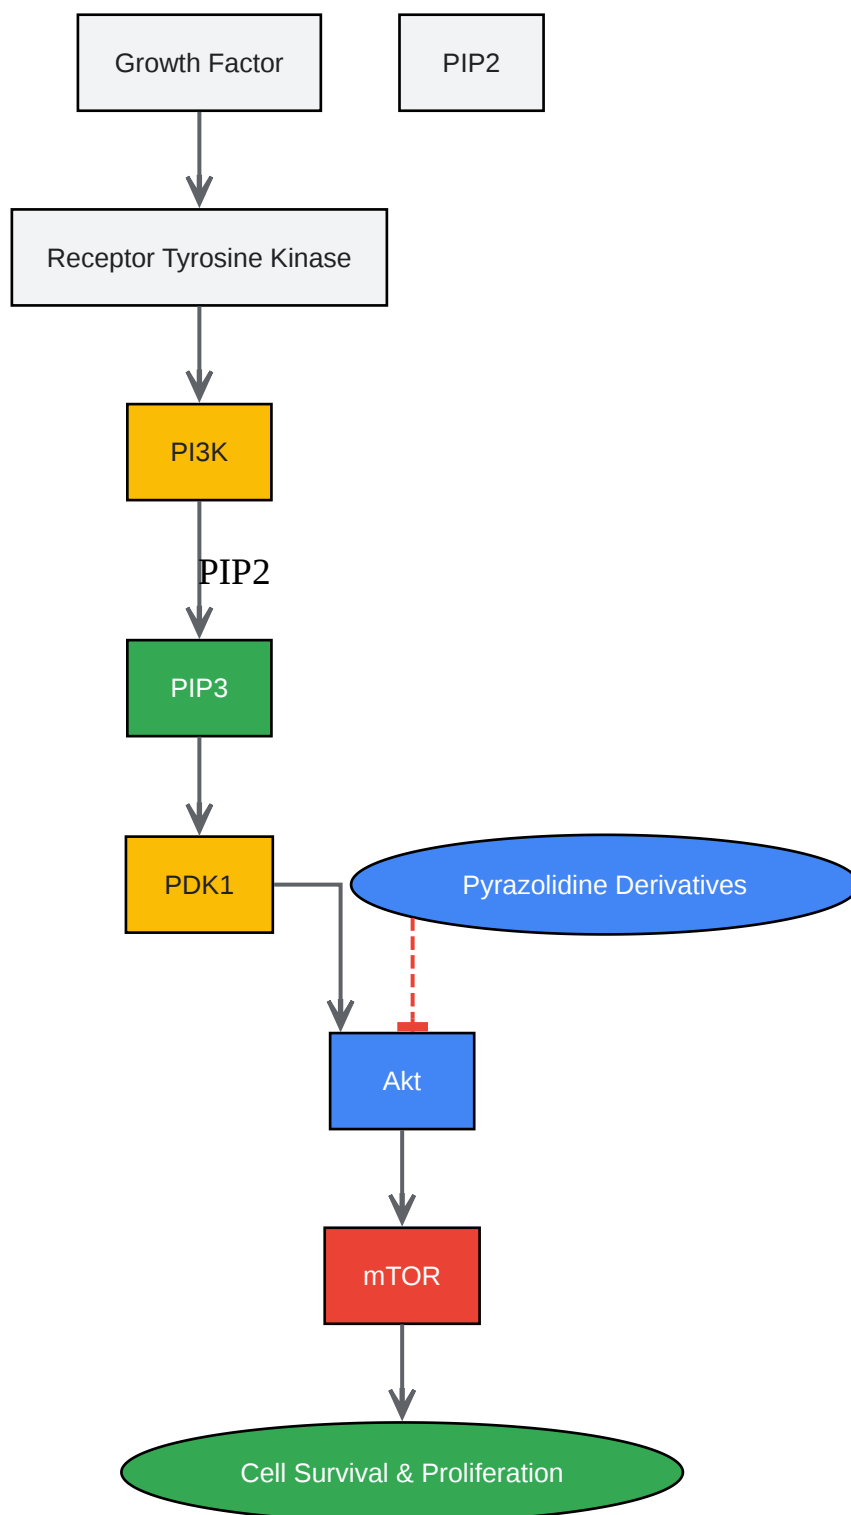 Growth Factor
PIP2
Receptor Tyrosine Kinase
PI3K
PIP2
PIP3
PDK1
Pyrazolidine Derivatives
Akt
mTOR
Cell Survival & Proliferation